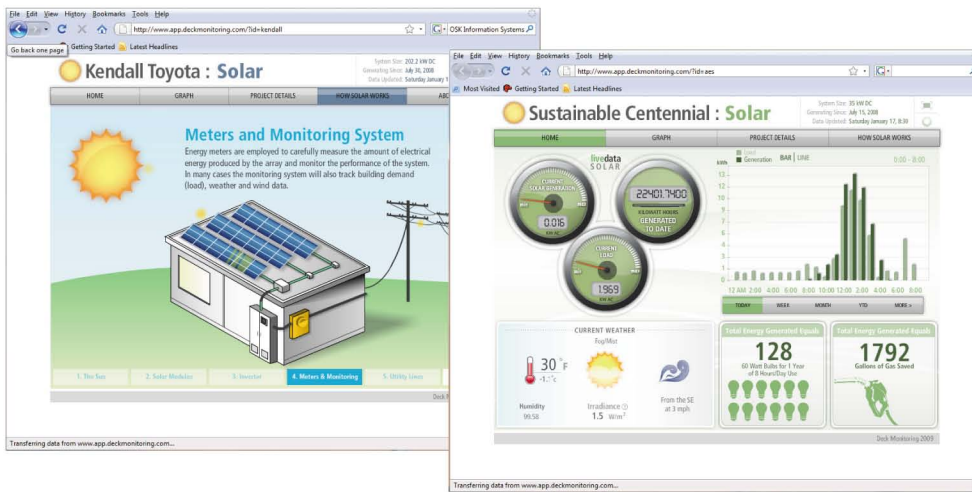 File Edit View History Bookmarks Tools Help
http://www.app.deckmonitoring.com/?id=kendall
OSK Information Systems
Go back one page
Getting Started Latest Headlines
Kendall Toyota : Solar
System Size: 202.2 kW DC
Generating Since: July 30, 2008
Data Updated: Saturday January 1
HOME GRAPH PROJECT DETAILS HOW SOLAR WORKS ABO
Meters and Monitoring System
Energy meters are employed to carefully measure the amount of electrical
energy produced by the array and monitor the performance of the system.
In many cases the monitoring system will also track building demand
(load), weather and wind data.
1. The Sun 2. Solar Modules 3. Inverter 4. Meters & Monitoring 5. Utility Lines
Deck
Transferring data from www.app.deckmonitoring.com...
File Edit View History Bookmarks Tools Help
http://www.app.deckmonitoring.com/?id=aes
Most Visited Getting Started Latest Headlines
Sustainable Centennial : Solar
System Size: 35 kW DC
Generating Since: July 15, 2008
Data Updated: Saturday January 17, 8:39
HOME GRAPH PROJECT DETAILS HOW SOLAR WORKS
livedata
SOLAR
CURRENT
SOLAR GENERATION
0.016
KW AC
22401.7400
KILOWATT HOURS
GENERATED
TO DATE
CURRENT
LOAD
1.969
KW AC
kWh
Load
Generation BAR | LINE
0:00 - 8:00
12 AM 2:00 4:00 6:00 8:00 10:00 12:00 2:00 4:00 6:00 8:00
TODAY WEEK MONTH YTD MORE >
CURRENT WEATHER
Fog/Mist
30 °F
-1.1°c
Humidity
99.58
Irradiance
1.5 W/m²
From the SE
at 3 mph
Total Energy Generated Equals
128
60 Watt Bulbs for 1 Year
of 8 Hours/Day Use
Total Energy Generated Equals
1792
Gallons of Gas Saved
Deck Monitoring 2009
Transferring data from www.app.deckmonitoring.com...